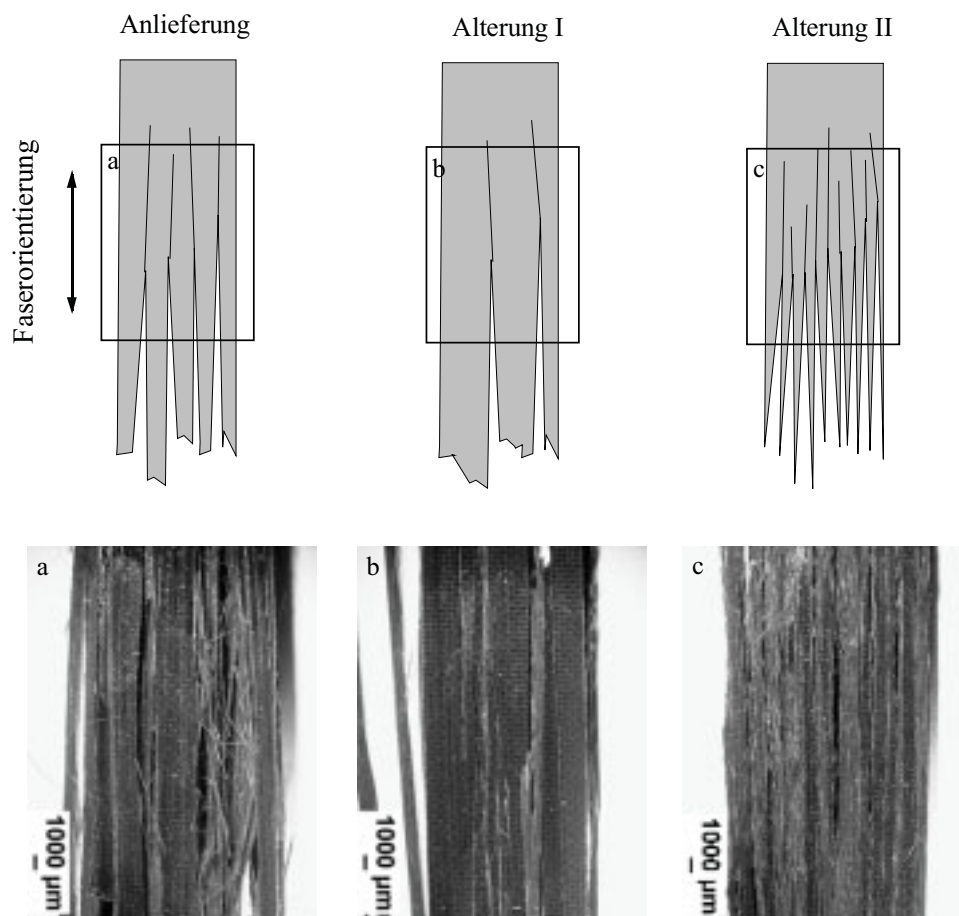 Anlieferung
Alterung I
Alterung II
Faserorientierung
a
b
c
a
b
c
1000 µm
1000 µm
1000 µm